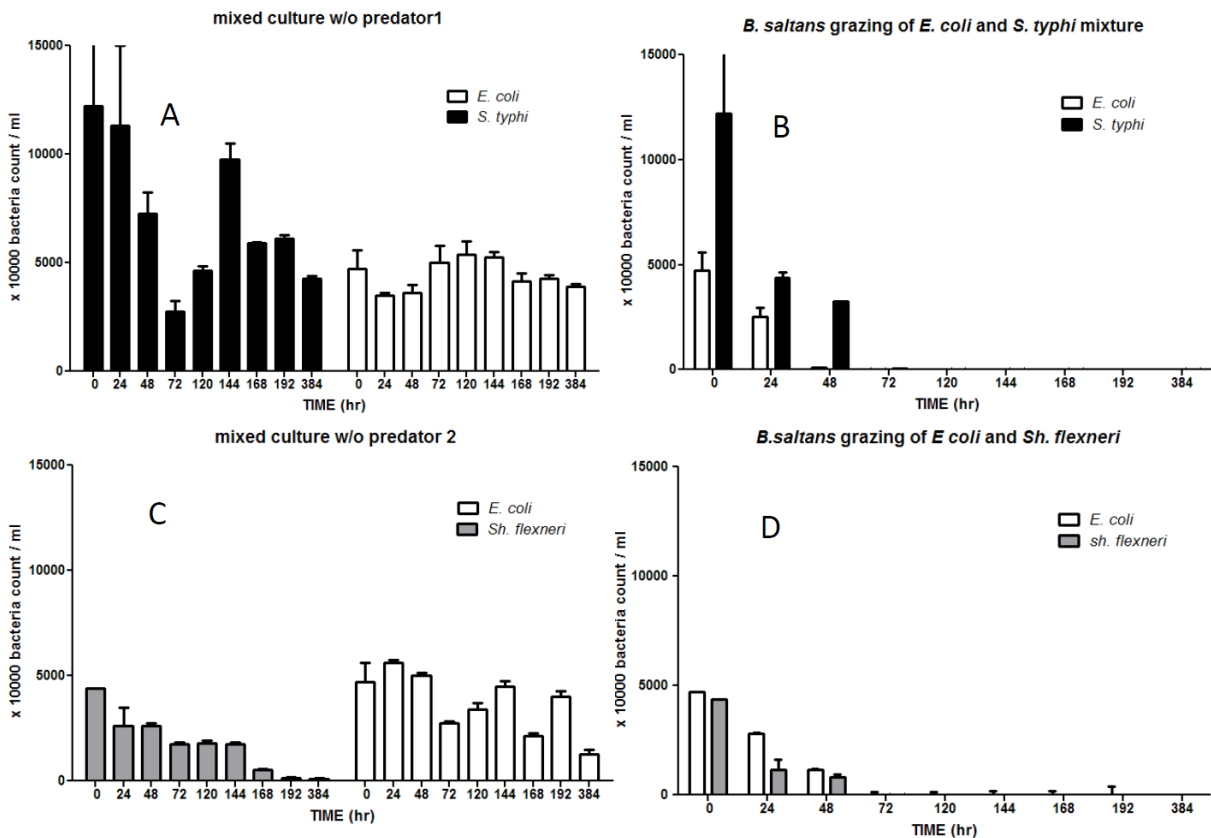 mixed culture w/o predator1
15000
10000
5000
0
x 10000 bacteria count / ml
A
E. coli
S. typhi
0 24 48 72 120 144 168 192 384 0 24 48 72 120 144 168 192 384
TIME (hr)
B. saltans grazing of E. coli and S. typhi mixture
15000
10000
5000
0
x 10000 bacteria count / ml
B
E. coli
S. typhi
0 24 48 72 120 144 168 192 384
TIME (hr)
mixed culture w/o predator 2
15000
10000
5000
0
x 10000 bacteria count / ml
C
E. coli
Sh. flexneri
0 24 48 72 120 144 168 192 384 0 24 48 72 120 144 168 192 384
TIME (hr)
B.saltans grazing of E coli and Sh. flexneri
15000
10000
5000
0
x 10000 bacteria count / ml
D
E. coli
sh. flexneri
0 24 48 72 120 144 168 192 384
TIME (hr)